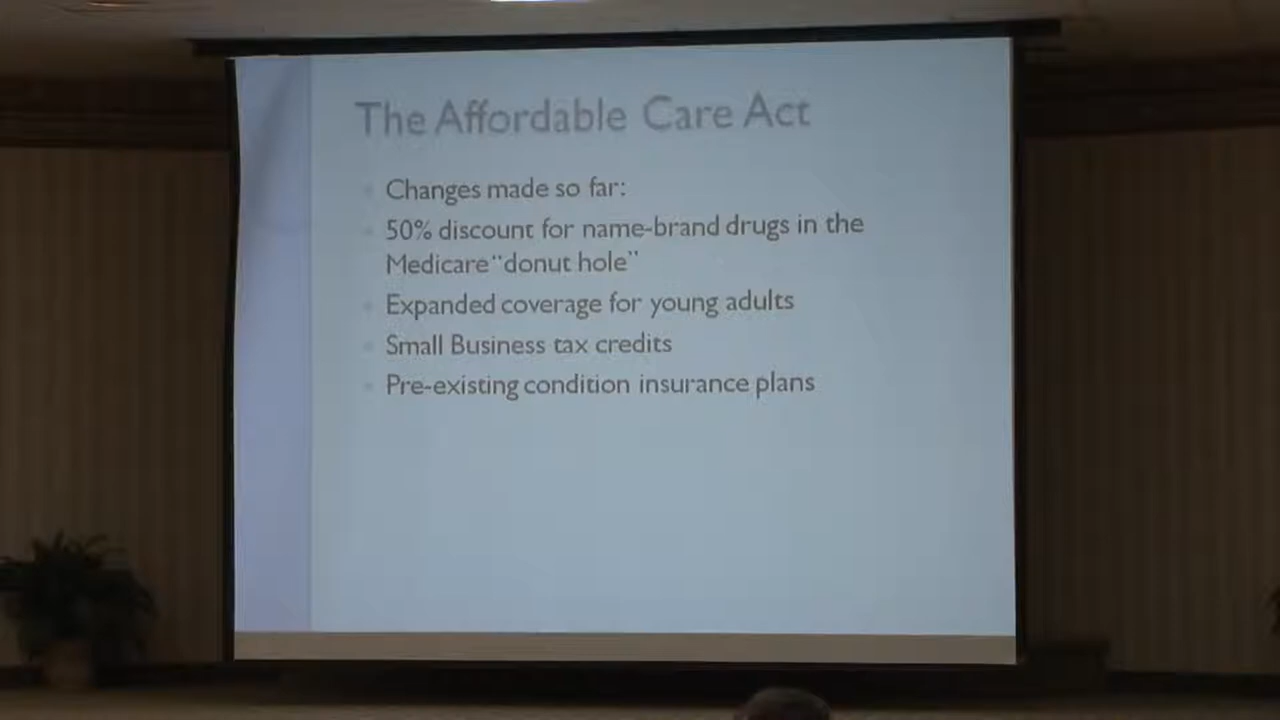 The Affordable Care Act
Changes made so far:
50% discount for name-brand drugs in the
Medicare "donut hole"
Expanded coverage for young adults
Small Business tax credits
Pre-existing condition insurance plans